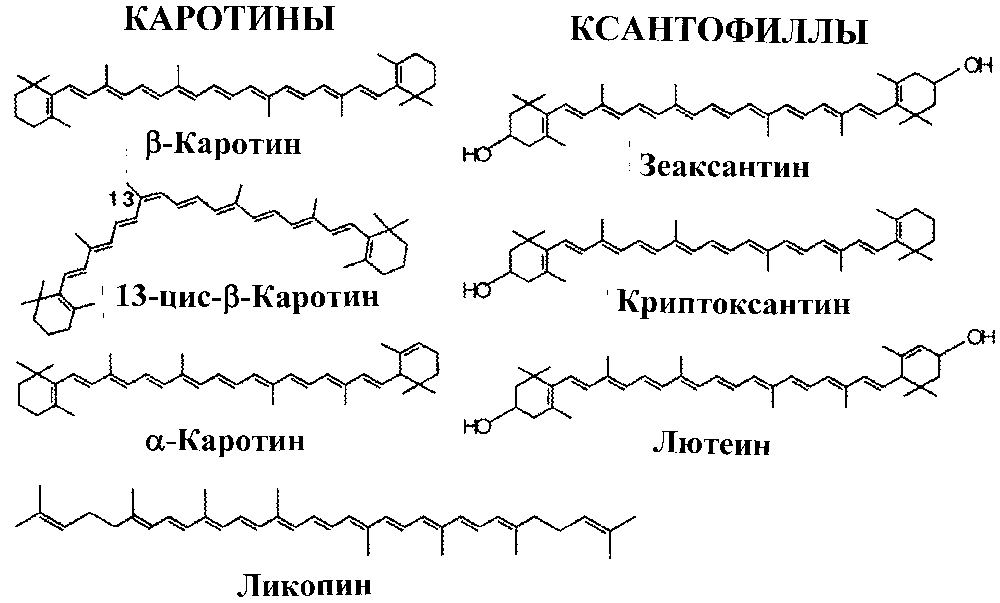 КАРОТИНЫ
β-Каротин
13
13-цис-β-Каротин
α-Каротин
Ликопин
КСАНТОФИЛЛЫ
OH
HO
Зеаксантин
HO
Криптоксантин
OH
HO
Лютеин